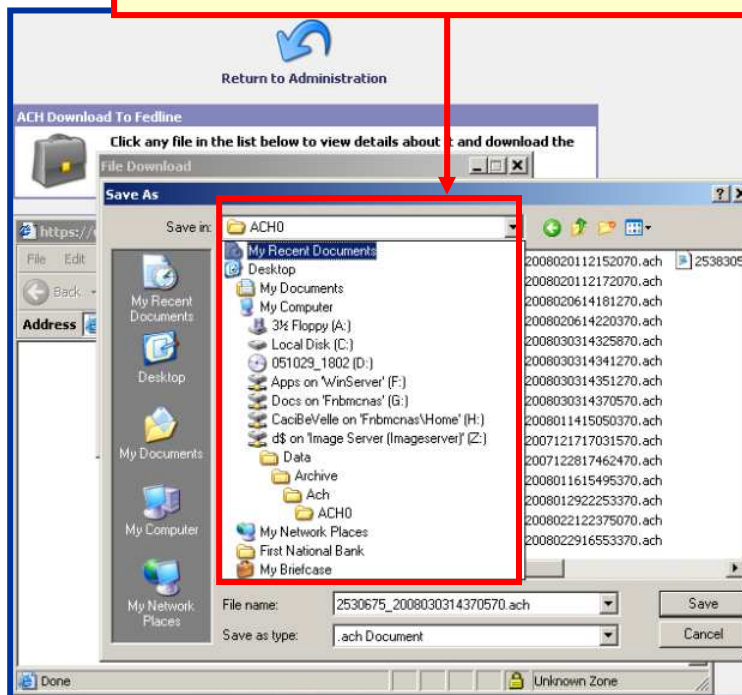 Return to Administration
ACH Download To Fedline
Click any file in the list below to view details about it and download the
File Download
Save As
Save in:
ACH0
https://
File Edit
Back
Address
My Recent Documents
Desktop
My Documents
My Computer
3½ Floppy (A:)
Local Disk (C:)
051029_1802 (D:)
Apps on 'WinServer' (F:)
Docs on 'Fnbmcnas' (G:)
CaciBeVelle on 'Fnbmcnas\Home' (H:)
d$ on 'Image Server (Imageserver)' (Z:)
Data
Archive
Ach
ACH0
My Network Places
First National Bank
My Briefcase
My Recent
Documents
Desktop
My Documents
My Computer
My Network
Places
2008020112152070.ach
2008020112172070.ach
2008020614181270.ach
2008020614220370.ach
2008030314325870.ach
2008030314341270.ach
2008030314351270.ach
2008030314370570.ach
2008011415050370.ach
2007121717031570.ach
2007122817462470.ach
2008011615495370.ach
2008012922253370.ach
2008022122375070.ach
2008022916553370.ach
2538305
File name:
2530675_2008030314370570.ach
Save
Save as type:
.ach Document
Cancel
Done
Unknown Zone